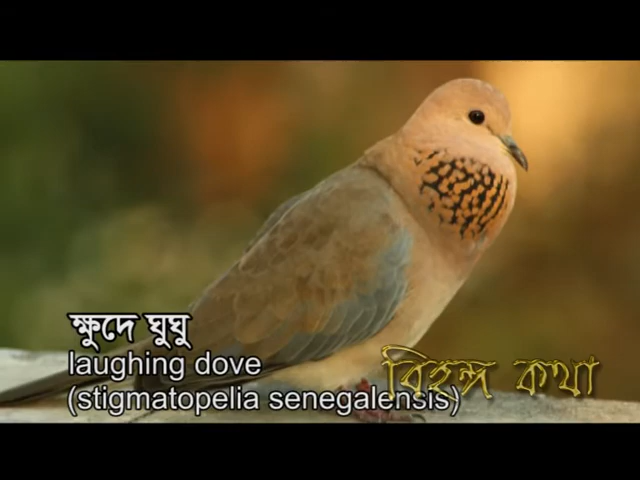 ক্ষুদে ঘুঘু
laughing dove
(stigmatopelia senegalensis)
বিহঙ্গ কথা